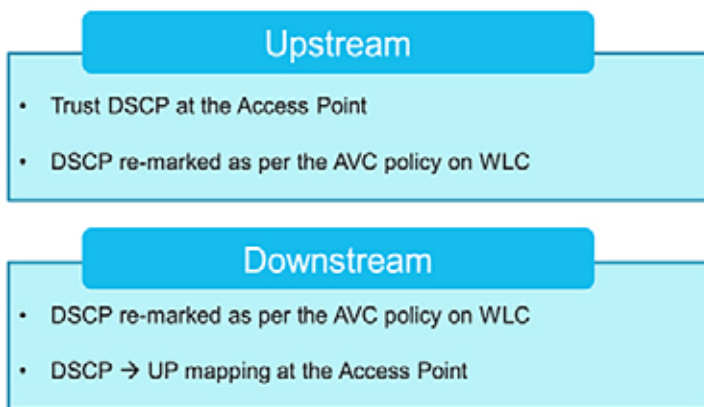 Upstream
• Trust DSCP at the Access Point
• DSCP re-marked as per the AVC policy on WLC
Downstream
• DSCP re-marked as per the AVC policy on WLC
• DSCP → UP mapping at the Access Point